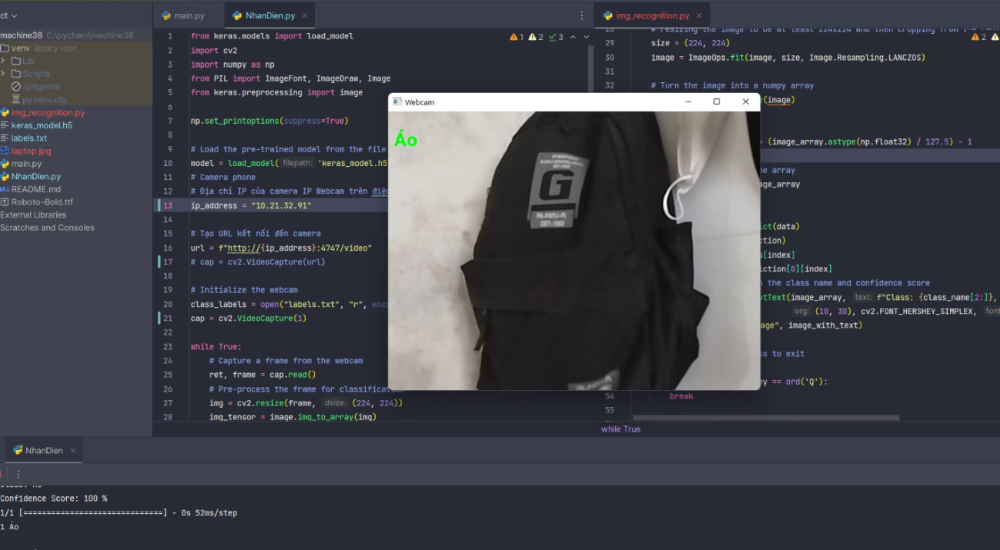 ct
main.py
NhanDien.py
img_recognition.py
machine38 C:\pycham\machine38
venv library root
Lib
Scripts
.gitignore
pyvenv.cfg
img_recognition.py
keras_model.h5
labels.txt
laptop.jpg
main.py
NhanDien.py
README.md
Roboto-Bold.ttf
External Libraries
Scratches and Consoles
1 from keras.models import load_model
2 import cv2
3 import numpy as np
4 from PIL import ImageFont, ImageDraw, Image
5 from keras.preprocessing import image
6
7 np.set_printoptions(suppress=True)
8
9 # Load the pre-trained model from the file
10 model = load_model( filepath: 'keras_model.h5
11 # Camera phone
12 # Địa chỉ IP của camera IP Webcam trên điện
13 ip_address = "10.21.32.91"
14
15 # Tạo URL kết nối đến camera
16 url = f"http://{ip_address}:4747/video"
17 # cap = cv2.VideoCapture(url)
18
19 # Initialize the webcam
20 class_labels = open("labels.txt", "r", enc
21 cap = cv2.VideoCapture(1)
22
23 while True:
24 # Capture a frame from the webcam
25 ret, frame = cap.read()
26 # Pre-process the frame for classification
27 img = cv2.resize(frame, dsize: (224, 224))
28 img_tensor = image.img_to_array(img)
1 2 3
2
28 # Resizing the image to be at least 224x224 and then cropping from
29 size = (224, 224)
30 image = ImageOps.fit(image, size, Image.Resampling.LANCZOS)
31
32 # Turn the image into a numpy array
(image)
= (image_array.astype(np.float32) / 127.5) - 1
he array
age_array
ict(data)
ction)
s[index]
iction[0][index]
n the class name and confidence score
utText(image_array, text: f"Class: {class_name[2:]},
org: (10, 30), cv2.FONT_HERSHEY_SIMPLEX, font
age", image_with_text)
ss to exit
ey == ord('Q'):
54 break
55
while True
Webcam
Áo
G
NhanDien
Confidence Score: 100 %
1/1 [==============================] - 0s 52ms/step
1 Áo